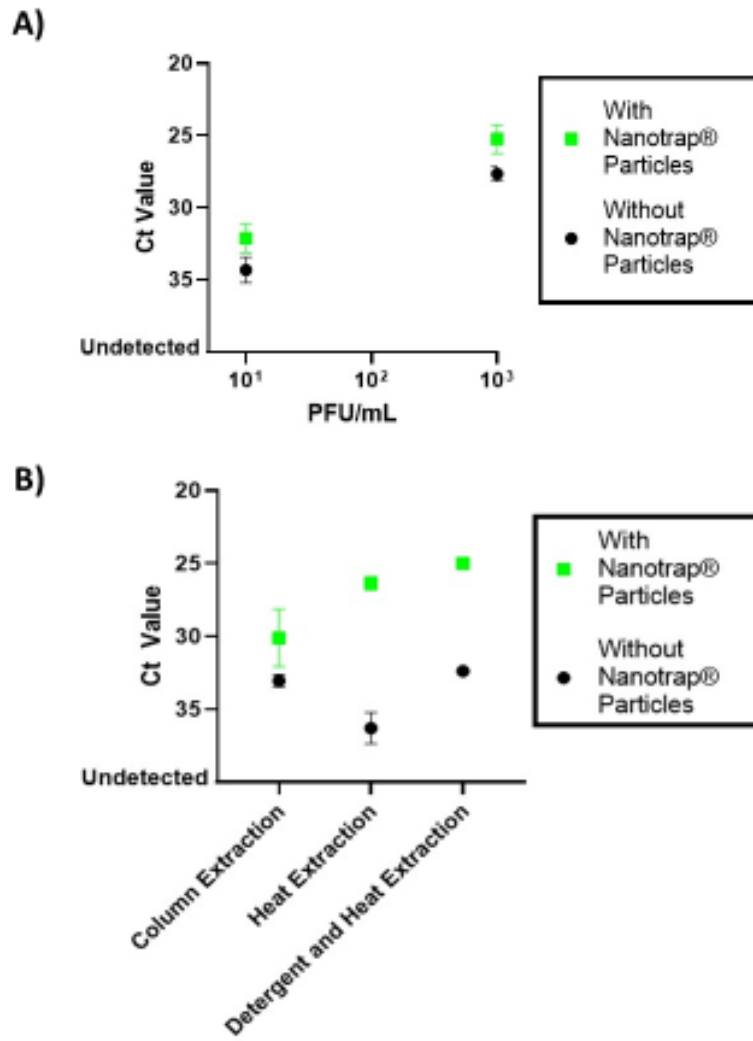 A)
20
25
30
35
Undetected
Ct Value
10¹
10²
10³
PFU/mL
With
Nanotrap®
Particles
Without
Nanotrap®
Particles
B)
20
25
30
35
Undetected
Ct Value
Column Extraction
Heat Extraction
Detergent and Heat Extraction
With
Nanotrap®
Particles
Without
Nanotrap®
Particles